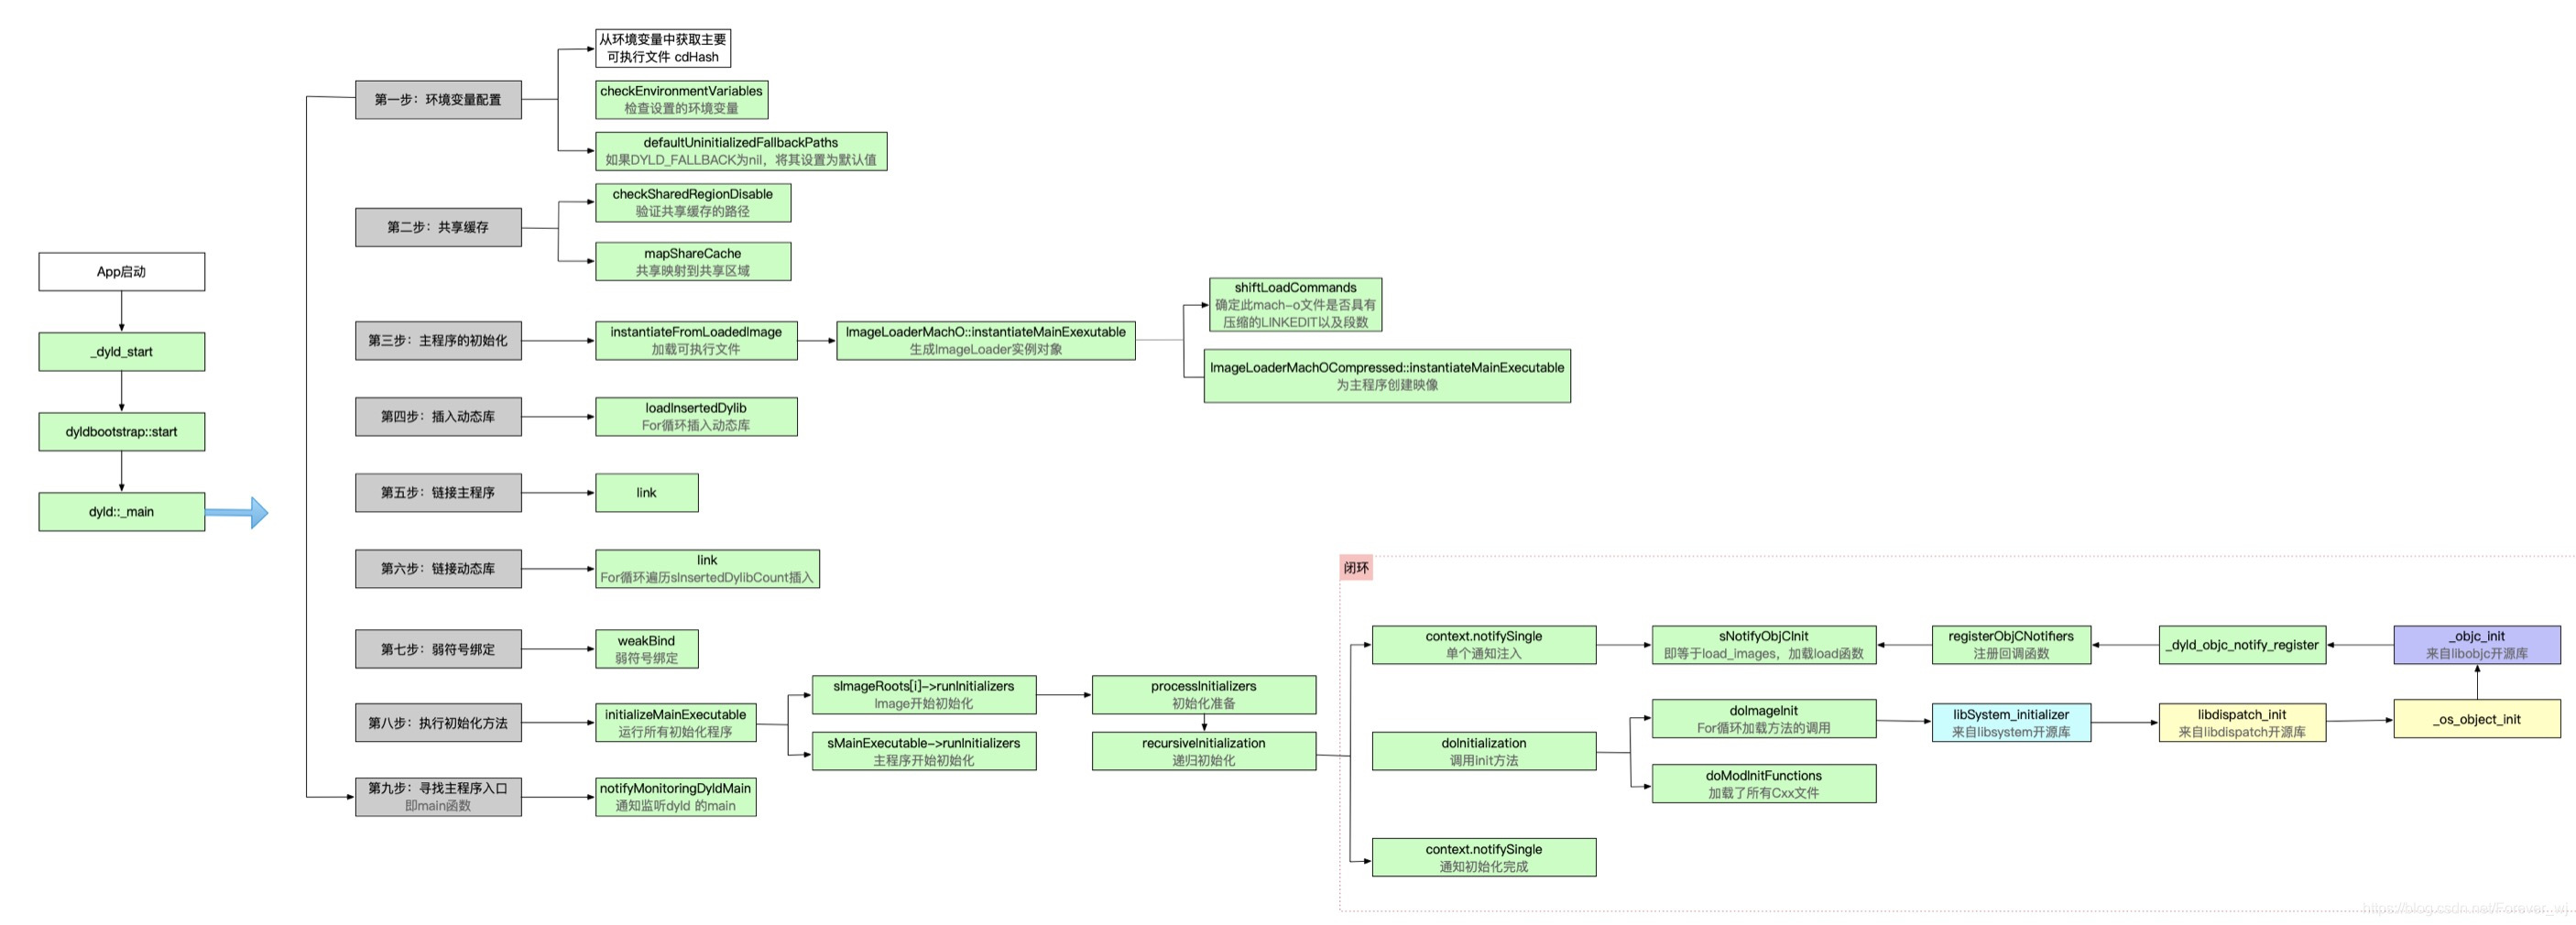 App启动
_dyld_start
dyldbootstrap::start
dyld::_main
第一步：环境变量配置
从环境变量中获取主要
可执行文件 cdHash
checkEnvironmentVariables
检查设置的环境变量
defaultUninitializedFallbackPaths
如果DYLD_FALLBACK为nil，将其设置为默认值
第二步：共享缓存
checkSharedRegionDisable
验证共享缓存的路径
mapShareCache
共享映射到共享区域
第三步：主程序的初始化
instantiateFromLoadedImage
加载可执行文件
ImageLoaderMachO::instantiateMainExexutable
生成ImageLoader实例对象
shiftLoadCommands
确定此mach-o文件是否具有
压缩的LINKEDIT以及段数
ImageLoaderMachOCompressed::instantiateMainExecutable
为主程序创建映像
第四步：插入动态库
loadInsertedDylib
For循环插入动态库
第五步：链接主程序
link
第六步：链接动态库
link
For循环遍历sInsertedDylibCount插入
第七步：弱符号绑定
weakBind
弱符号绑定
第八步：执行初始化方法
initializeMainExecutable
运行所有初始化程序
sImageRoots[i]->runInitializers
Image开始初始化
sMainExecutable->runInitializers
主程序开始初始化
processInitializers
初始化准备
recursiveInitialization
递归初始化
第九步：寻找主程序入口
即main函数
notifyMonitoringDyldMain
通知监听dyld 的main
闭环
context.notifySingle
单个通知注入
sNotifyObjCInit
即等于load_images，加载load函数
registerObjCNotifiers
注册回调函数
_dyld_objc_notify_register
_objc_init
来自libobjc开源库
doInitialization
调用init方法
doImageInit
For循环加载方法的调用
libSystem_initializer
来自libsystem开源库
libdispatch_init
来自libdispatch开源库
_os_object_init
doModInitFunctions
加载了所有Cxx文件
context.notifySingle
通知初始化完成
https://blog.csdn.net/Forever_wj